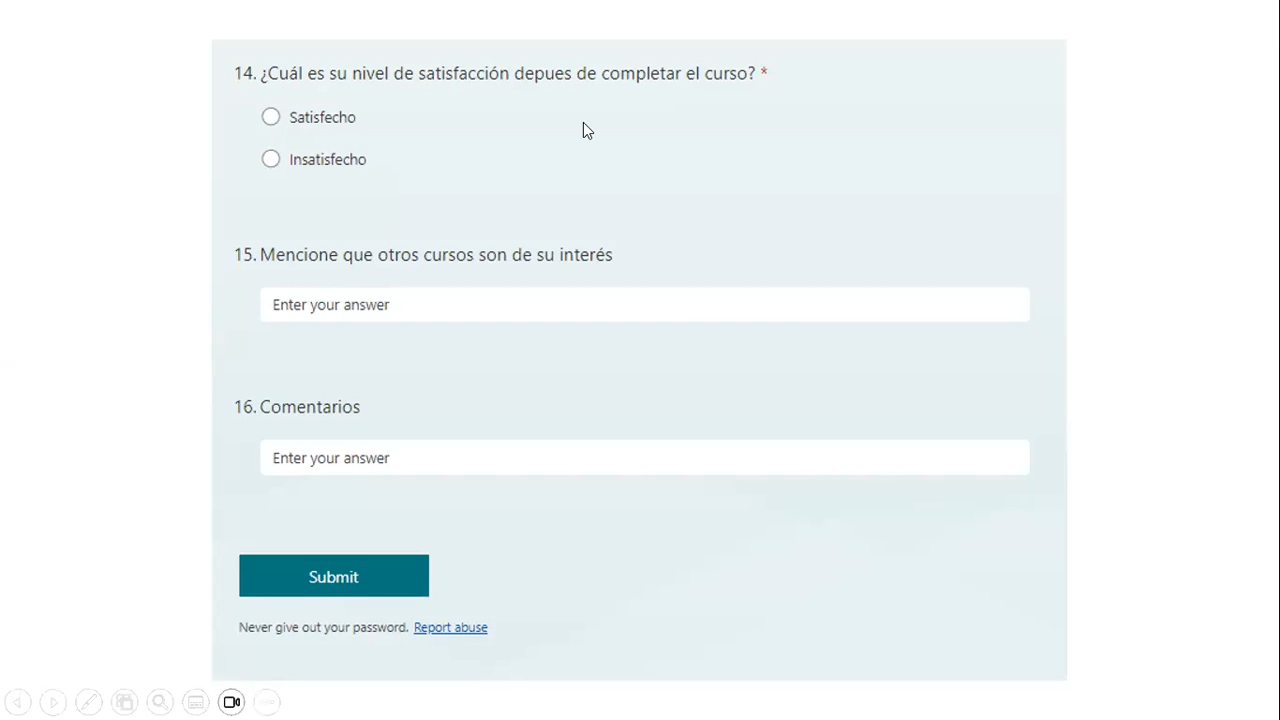 14. ¿Cuál es su nivel de satisfacción depues de completar el curso? *
Satisfecho
Insatisfecho
15. Mencione que otros cursos son de su interés
Enter your answer
16. Comentarios
Enter your answer
Submit
Never give out your password. Report abuse